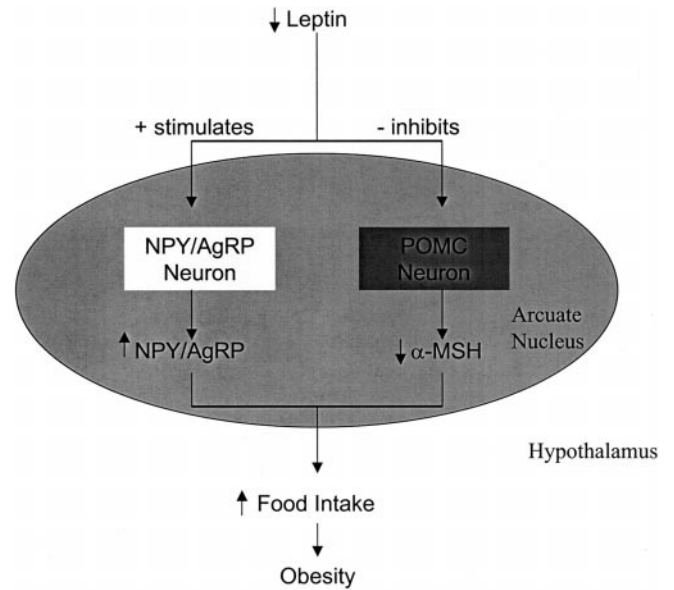 ↓ Leptin
+ stimulates
- inhibits
NPY/AgRP
Neuron
POMC
Neuron
Arcuate
Nucleus
↑ NPY/AgRP
↓ α-MSH
Hypothalamus
↑ Food Intake
Obesity